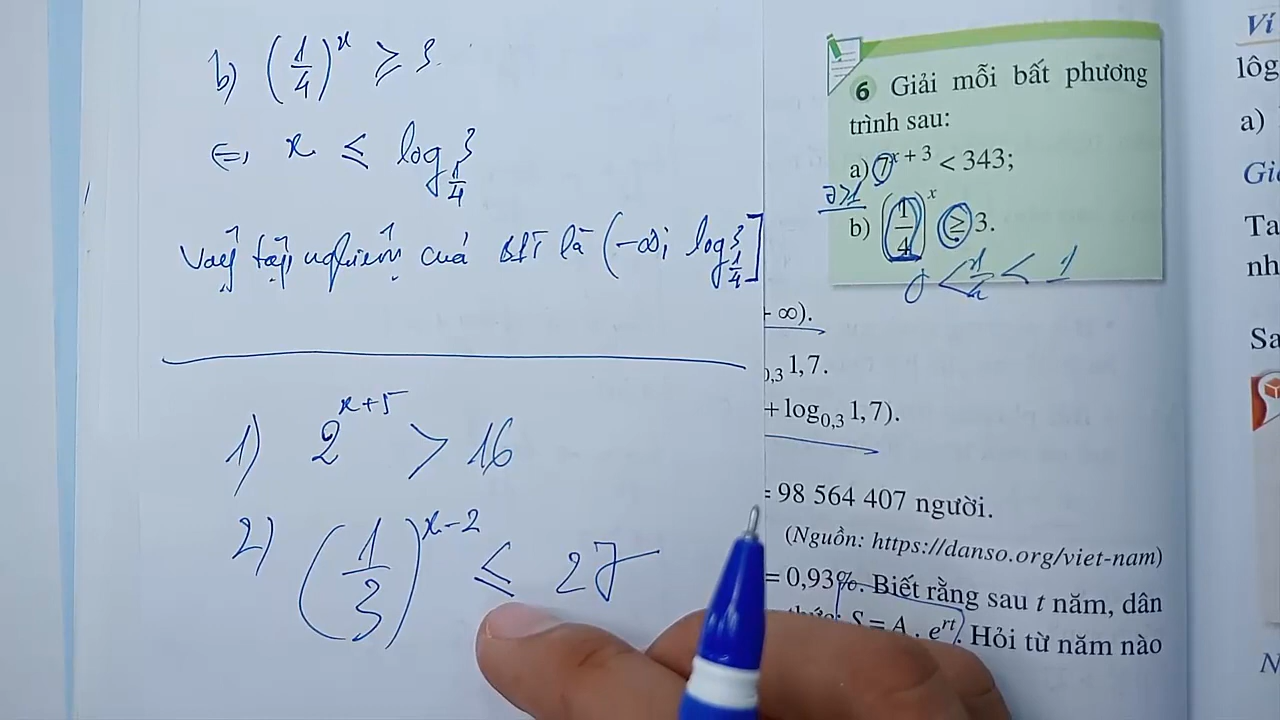 b) (1/4)^x ≥ 3
⇔ x ≤ log_{1/4} 3
Vậy tập nghiệm của BPT là (-∞; log_{1/4} 3]
1) 2^{x+5} > 16
2) (1/3)^{x-2} ≤ 27
6 Giải mỗi bất phương
trình sau:
a) 7^{x+3} < 343;
a>1
b) (1/4)^x ≥ 3.
0 < 1/4 < 1
+ ∞).
0,3 1,7.
+ log_{0,3} 1,7).
= 98 564 407 người.
(Nguồn: https://danso.org/viet-nam)
= 0,93%. Biết rằng sau t năm, dân
S = A . e^{rt}. Hỏi từ năm nào
Ví
lôg
a)
Ta
nh